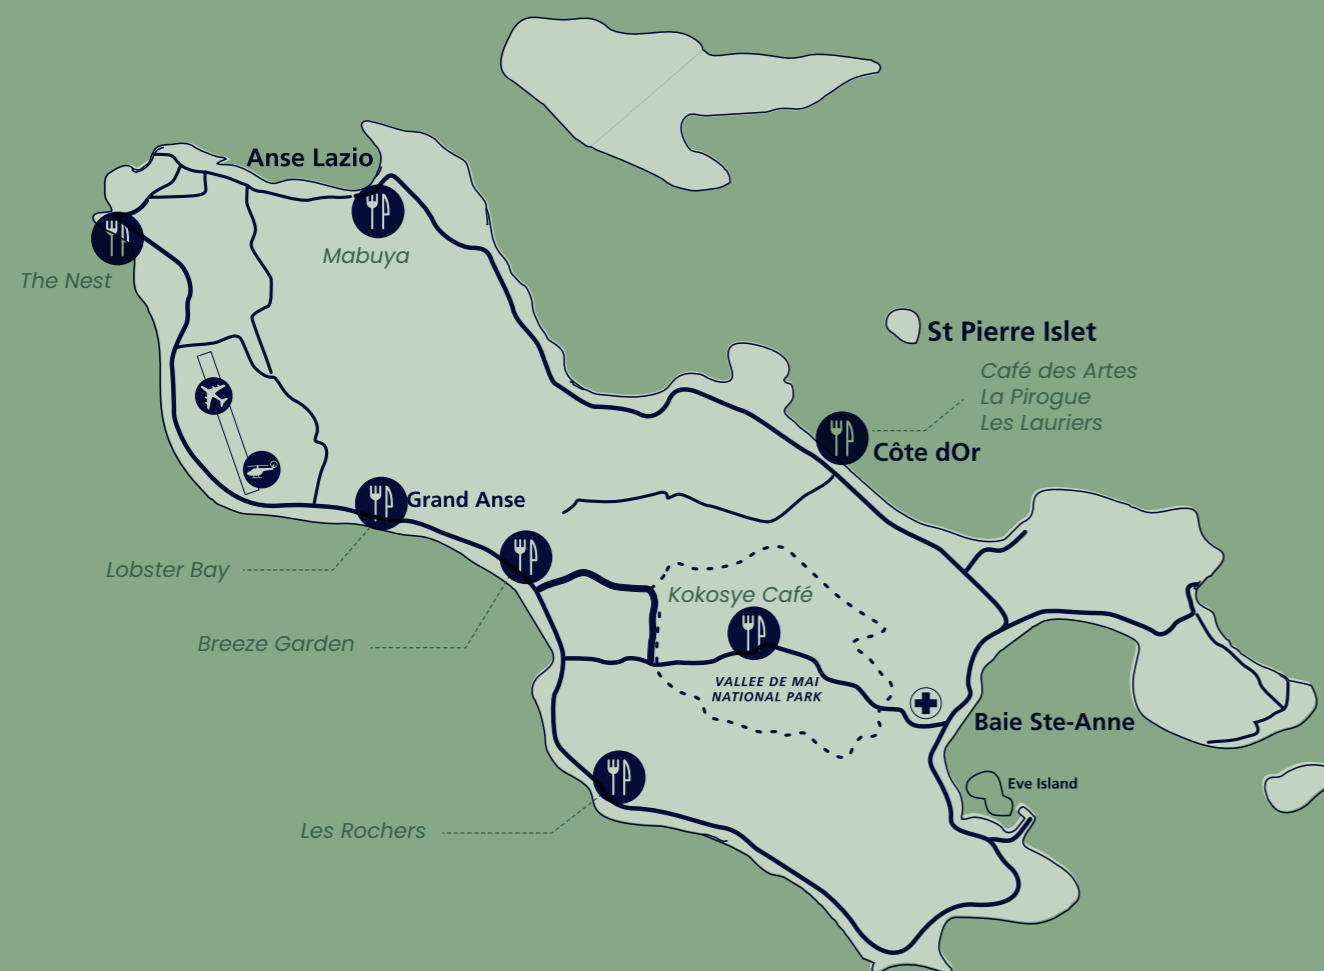 Anse Lazio
Mabuya
The Nest
St Pierre Islet
Café des Artes
La Pirogue
Les Lauriers
Côte dOr
Grand Anse
Lobster Bay
Kokosye Café
Breeze Garden
VALLEE DE MAI
NATIONAL PARK
Baie Ste-Anne
Eve Island
Les Rochers